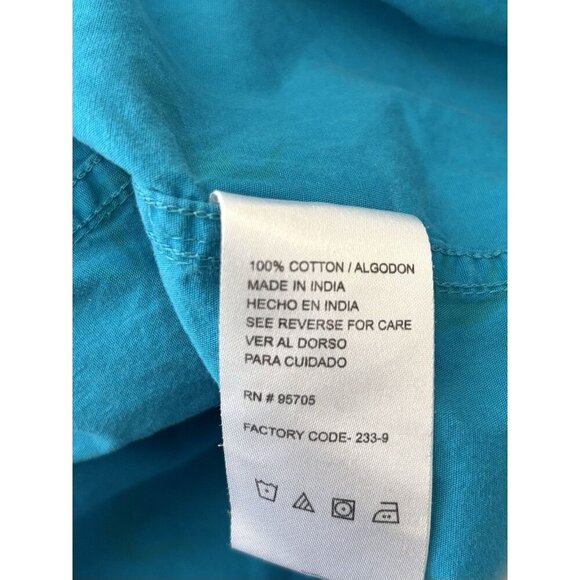 100% COTTON / ALGODON
MADE IN INDIA
HECHO EN INDIA
SEE REVERSE FOR CARE
VER AL DORSO
PARA CUIDADO
RN # 95705
FACTORY CODE- 233-9